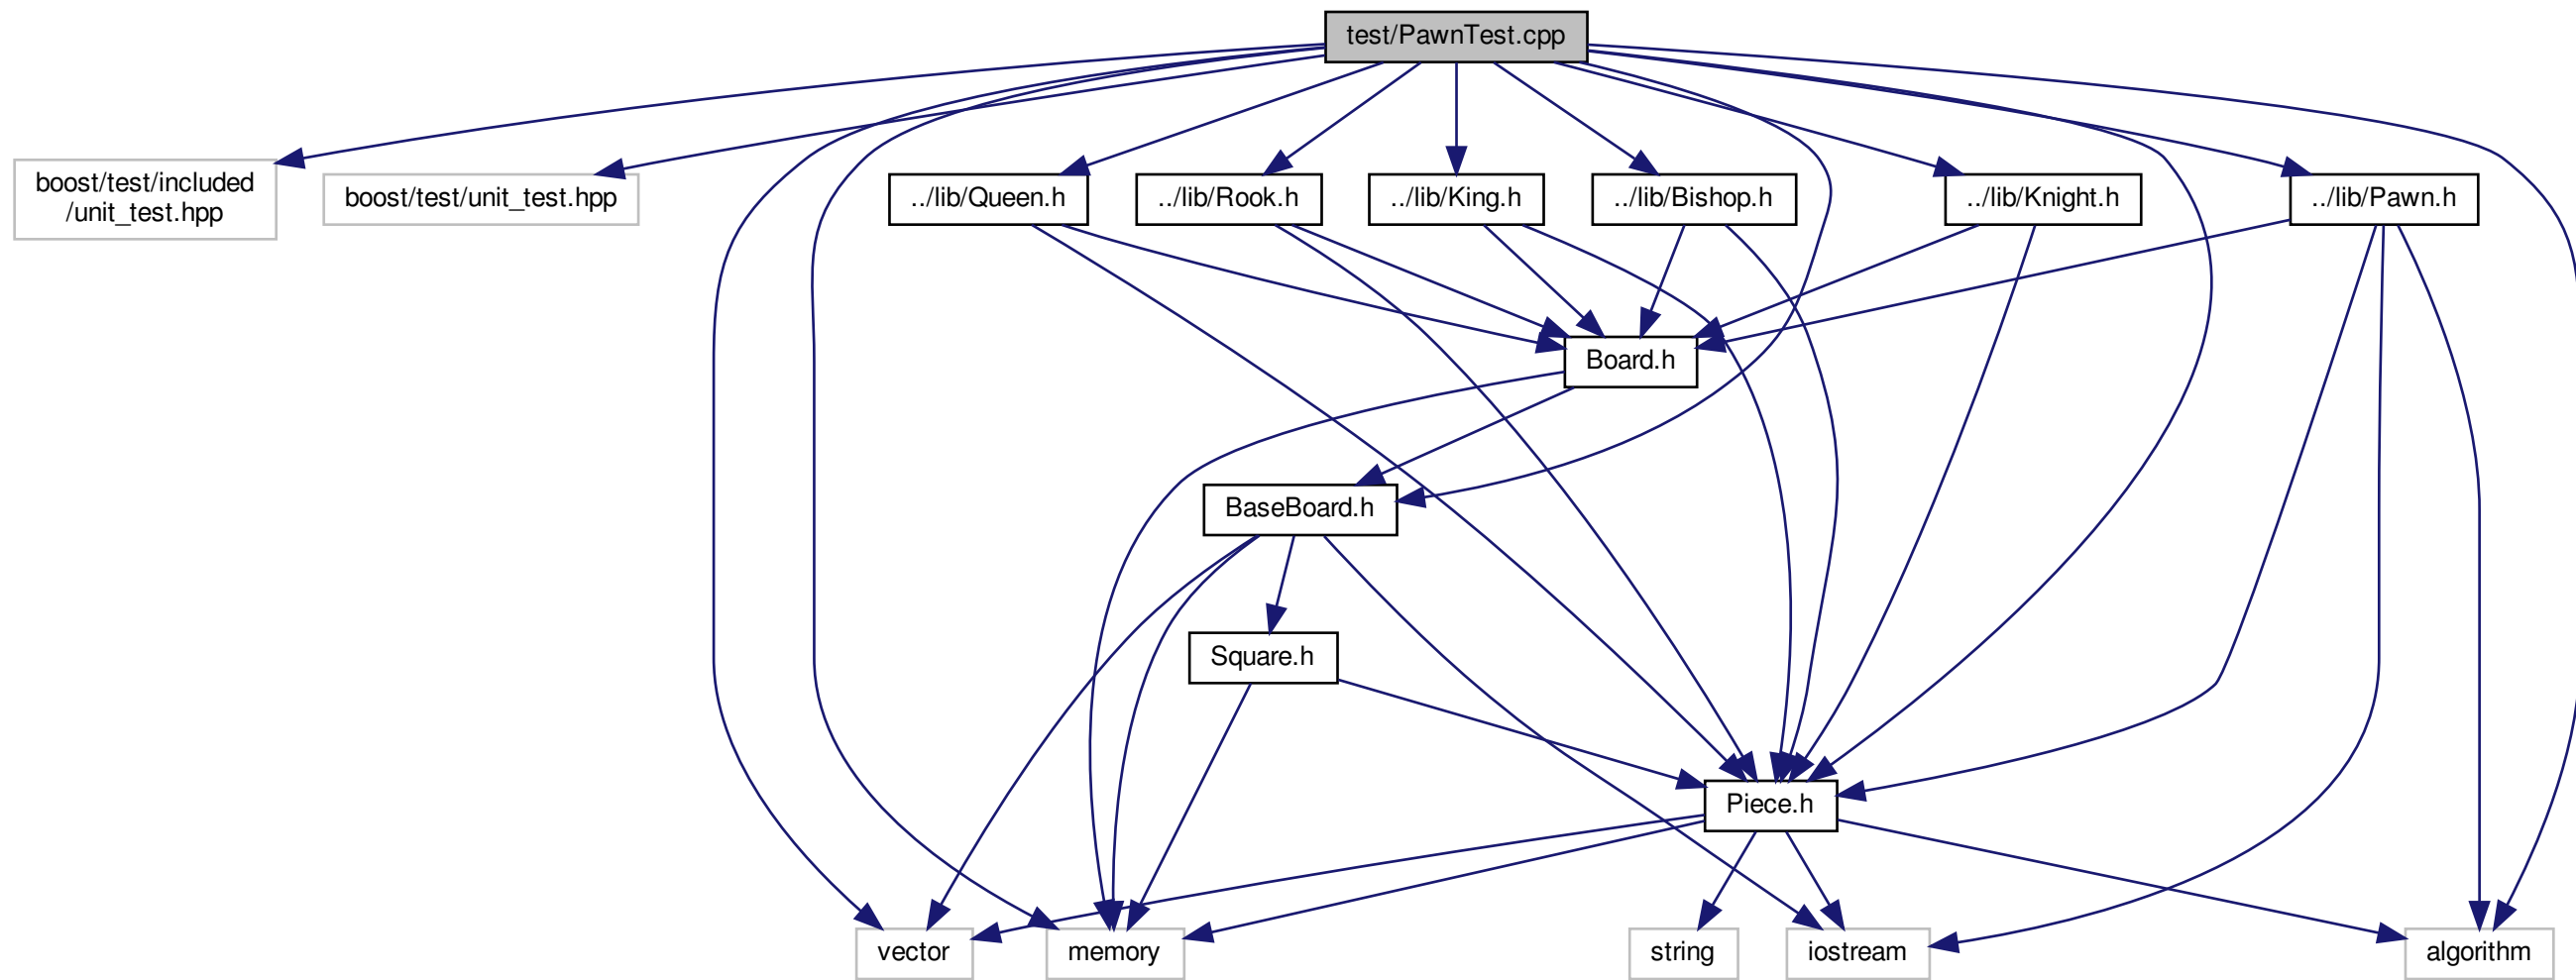 test/PawnTest.cpp
boost/test/included
/unit_test.hpp
boost/test/unit_test.hpp
../lib/Queen.h
../lib/Rook.h
../lib/King.h
../lib/Bishop.h
../lib/Knight.h
../lib/Pawn.h
Board.h
BaseBoard.h
Square.h
Piece.h
vector
memory
string
iostream
algorithm